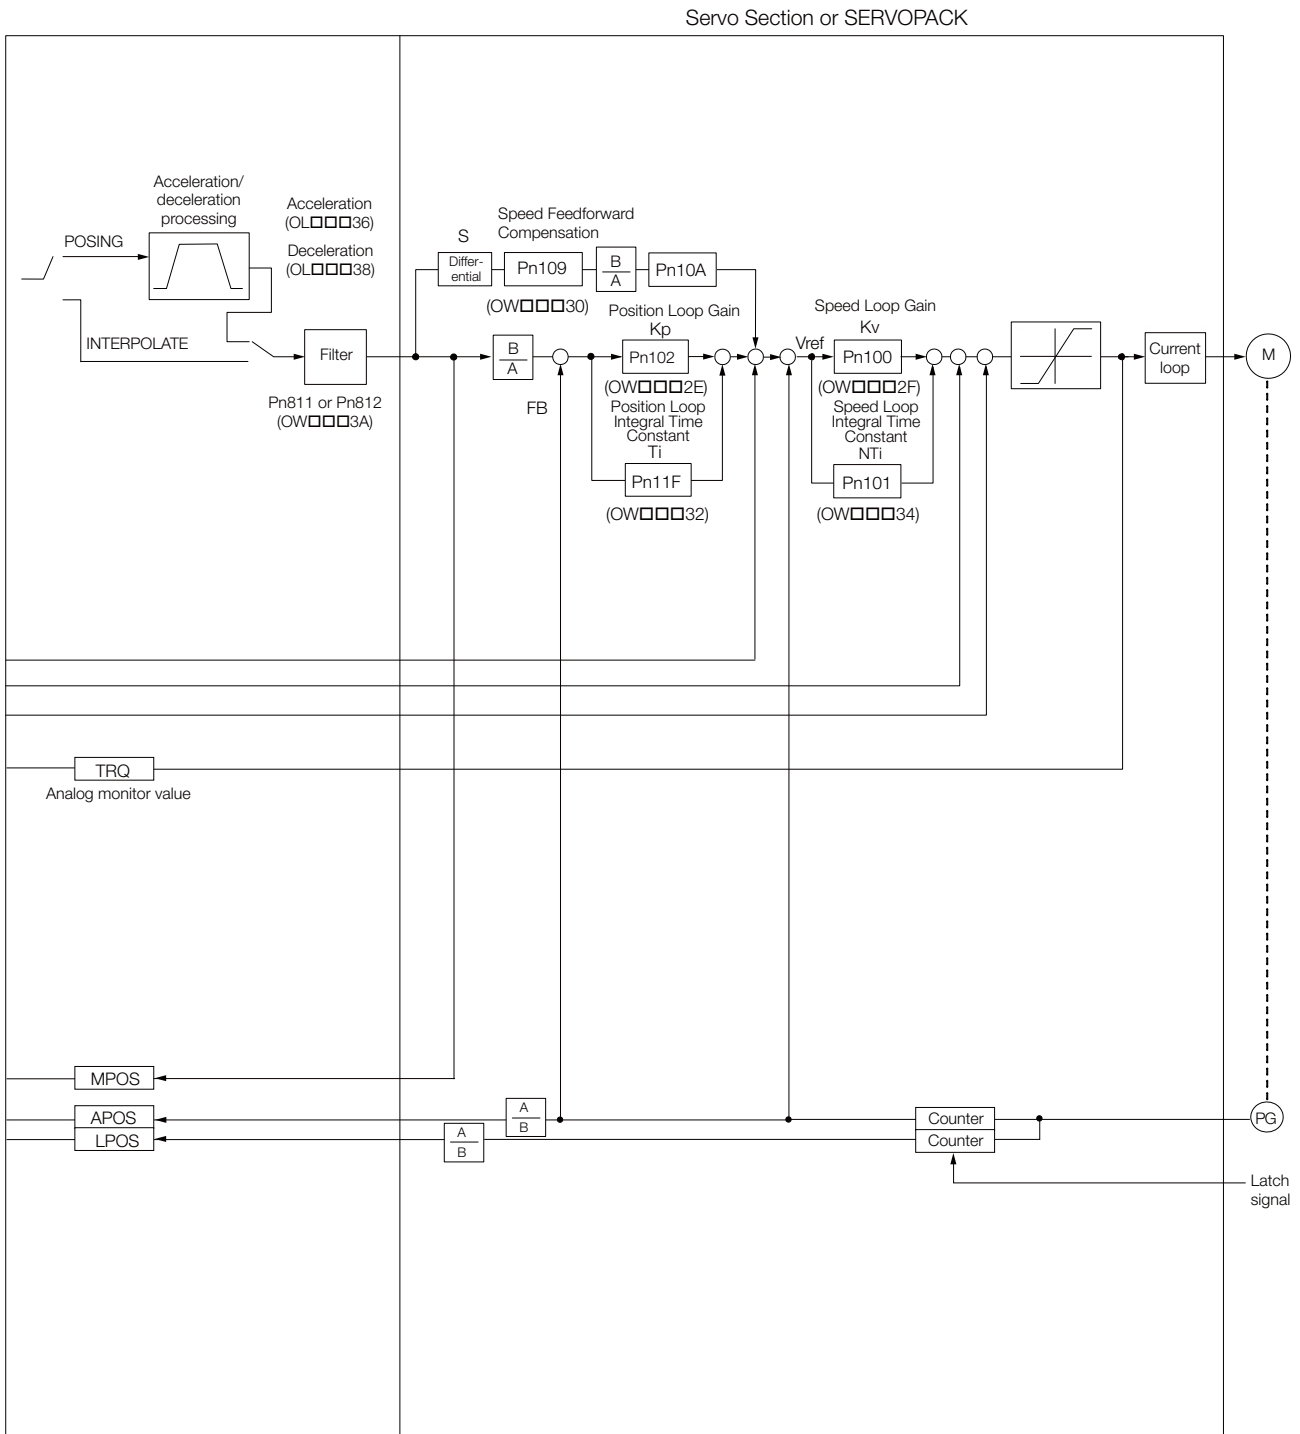 Servo Section or SERVOPACK
Acceleration/
deceleration
processing
Acceleration
(OL□□□36)
Deceleration
(OL□□□38)
POSING
INTERPOLATE
Filter
Pn811 or Pn812
(OW□□□3A)
Speed Feedforward
Compensation
S
Differ-
ential
Pn109
B
A
Pn10A
(OW□□□30)
Position Loop Gain
Kp
B
A
Pn102
(OW□□□2E)
FB
Position Loop
Integral Time
Constant
Ti
Pn11F
(OW□□□32)
Speed Loop Gain
Kv
Vref
Pn100
(OW□□□2F)
Speed Loop
Integral Time
Constant
NTi
Pn101
(OW□□□34)
Current
loop
M
TRQ
Analog monitor value
MPOS
APOS
LPOS
A
B
A
B
Counter
Counter
PG
Latch
signal